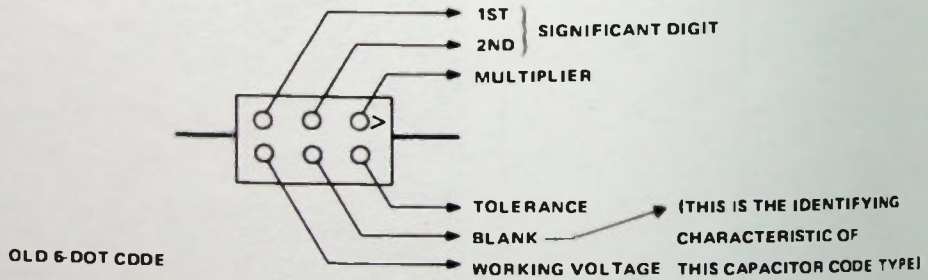 1ST
2ND
SIGNIFICANT DIGIT
MULTIPLIER
>
TOLERANCE
BLANK
(THIS IS THE IDENTIFYING
CHARACTERISTIC OF
OLD 6-DOT CODE
WORKING VOLTAGE
THIS CAPACITOR CODE TYPE)